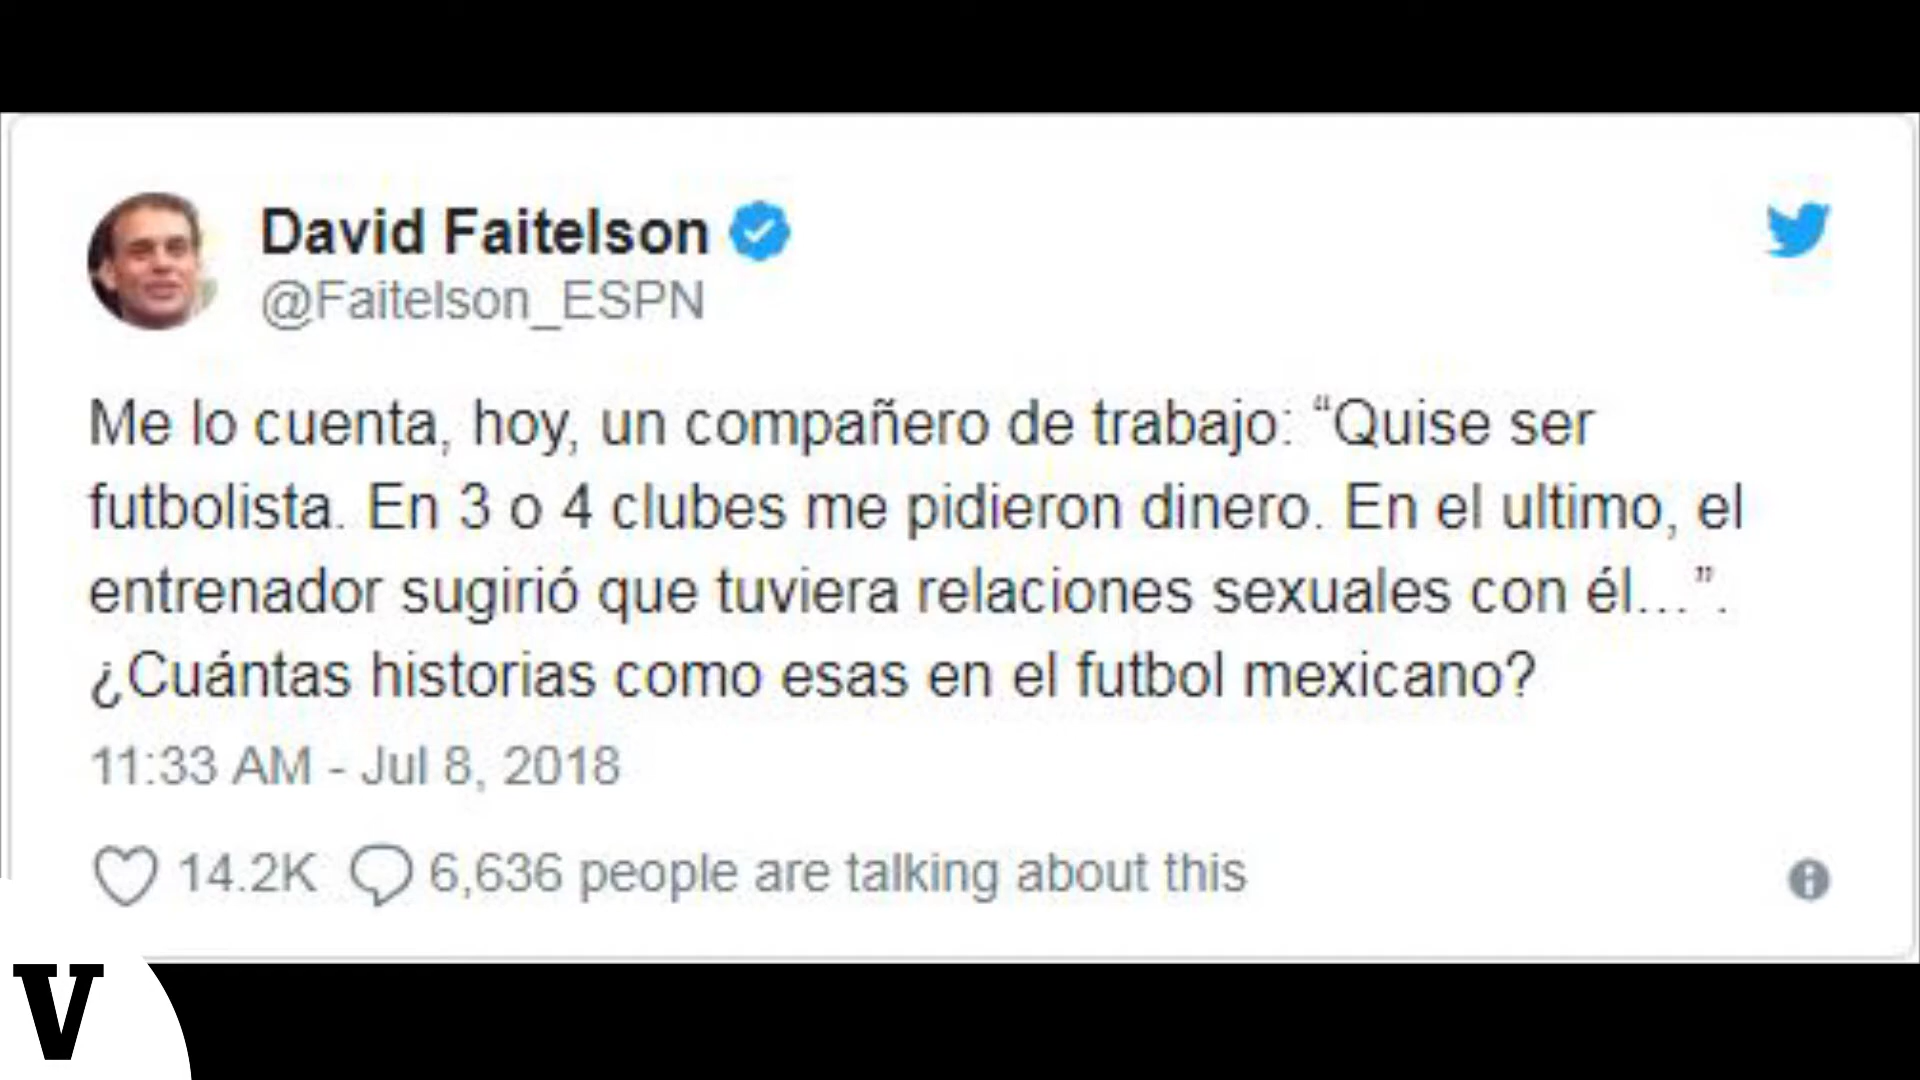 David Faitelson
@Faitelson_ESPN
Me lo cuenta, hoy, un compañero de trabajo: “Quise ser
futbolista. En 3 o 4 clubes me pidieron dinero. En el ultimo, el
entrenador sugirió que tuviera relaciones sexuales con él...”.
¿Cuántas historias como esas en el futbol mexicano?
11:33 AM - Jul 8, 2018
14.2K 6,636 people are talking about this
V